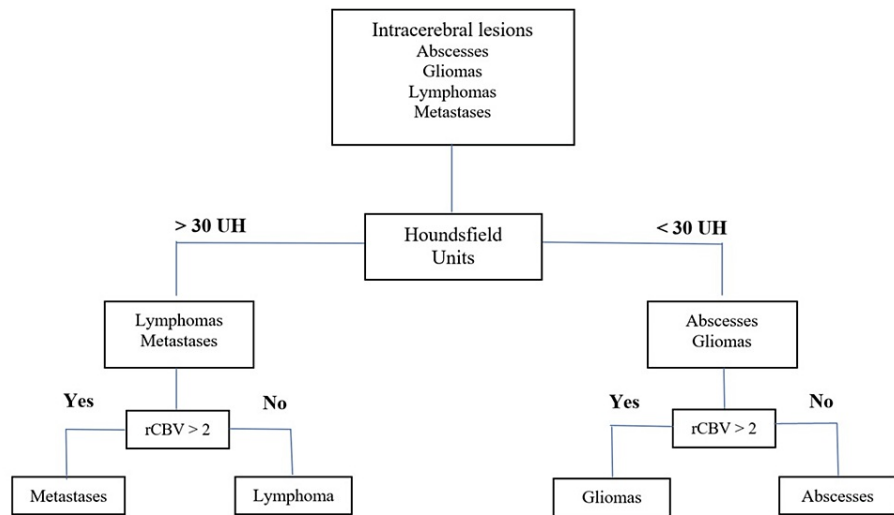 Intracerebral lesions
Abscesses
Gliomas
Lymphomas
Metastases
> 30 UH
Houndsfield
Units
< 30 UH
Lymphomas
Metastases
Abscesses
Gliomas
Yes
rCBV > 2
No
Yes
rCBV > 2
No
Metastases
Lymphoma
Gliomas
Abscesses